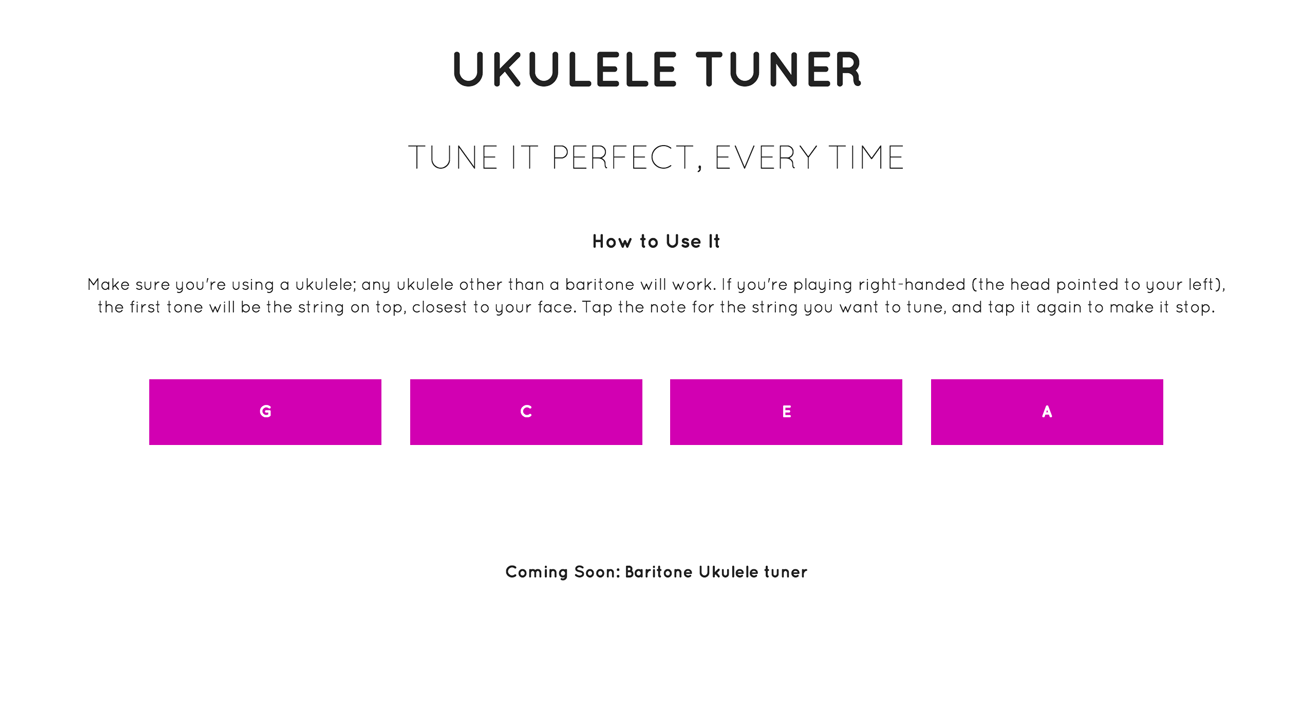 UKULELE TUNER
TUNE IT PERFECT, EVERY TIME
How to Use It
Make sure you're using a ukulele; any ukulele other than a baritone will work. If you're playing right-handed (the head pointed to your left),
the first tone will be the string on top, closest to your face. Tap the note for the string you want to tune, and tap it again to make it stop.
G
C
E
A
Coming Soon: Baritone Ukulele tuner